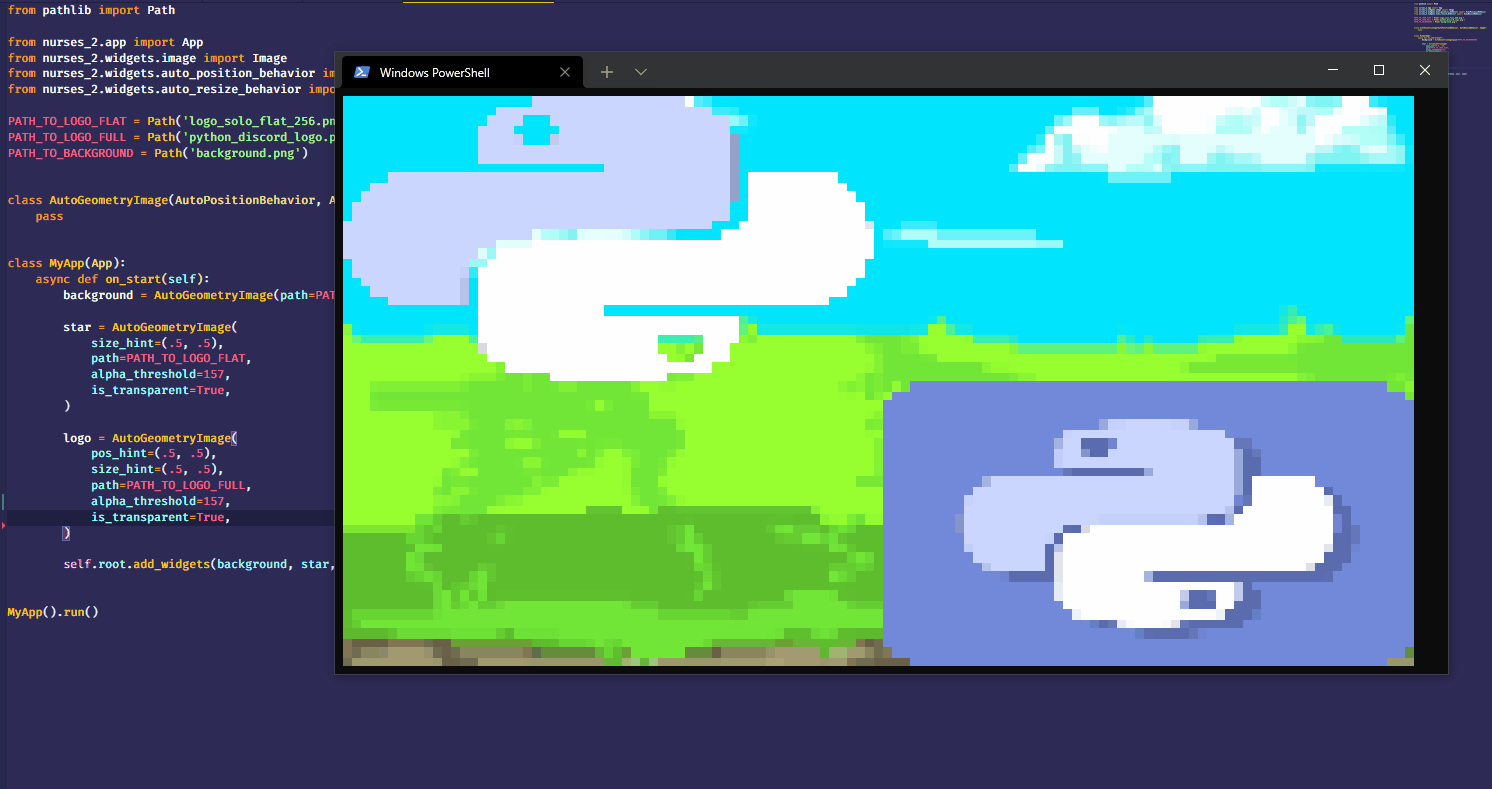 from pathlib import Path
from nurses_2.app import App
from nurses_2.widgets.image import Image
from nurses_2.widgets.auto_position_behavior im
from nurses_2.widgets.auto_resize_behavior impo
PATH_TO_LOGO_FLAT = Path('logo_solo_flat_256.pn
PATH_TO_LOGO_FULL = Path('python_discord_logo.p
PATH_TO_BACKGROUND = Path('background.png')
class AutoGeometryImage(AutoPositionBehavior, A
    pass
class MyApp(App):
    async def on_start(self):
        background = AutoGeometryImage(path=PAT
        star = AutoGeometryImage(
            size_hint=(.5, .5),
            path=PATH_TO_LOGO_FLAT,
            alpha_threshold=157,
            is_transparent=True,
        )
        logo = AutoGeometryImage(
            pos_hint=(.5, .5),
            size_hint=(.5, .5),
            path=PATH_TO_LOGO_FULL,
            alpha_threshold=157,
            is_transparent=True,
        )
        self.root.add_widgets(background, star,
MyApp().run()
Windows PowerShell